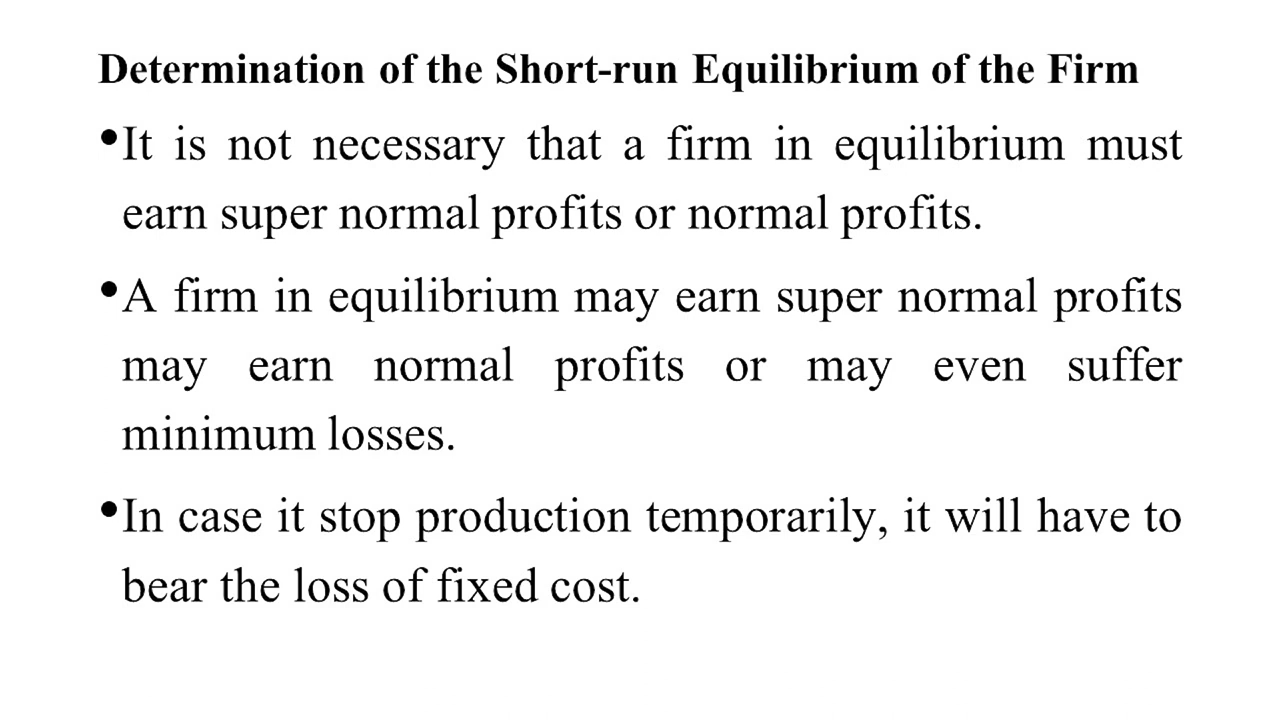 Determination of the Short-run Equilibrium of the Firm
•It is not necessary that a firm in equilibrium must
earn super normal profits or normal profits.
•A firm in equilibrium may earn super normal profits
may earn normal profits or may even suffer
minimum losses.
•In case it stop production temporarily, it will have to
bear the loss of fixed cost.